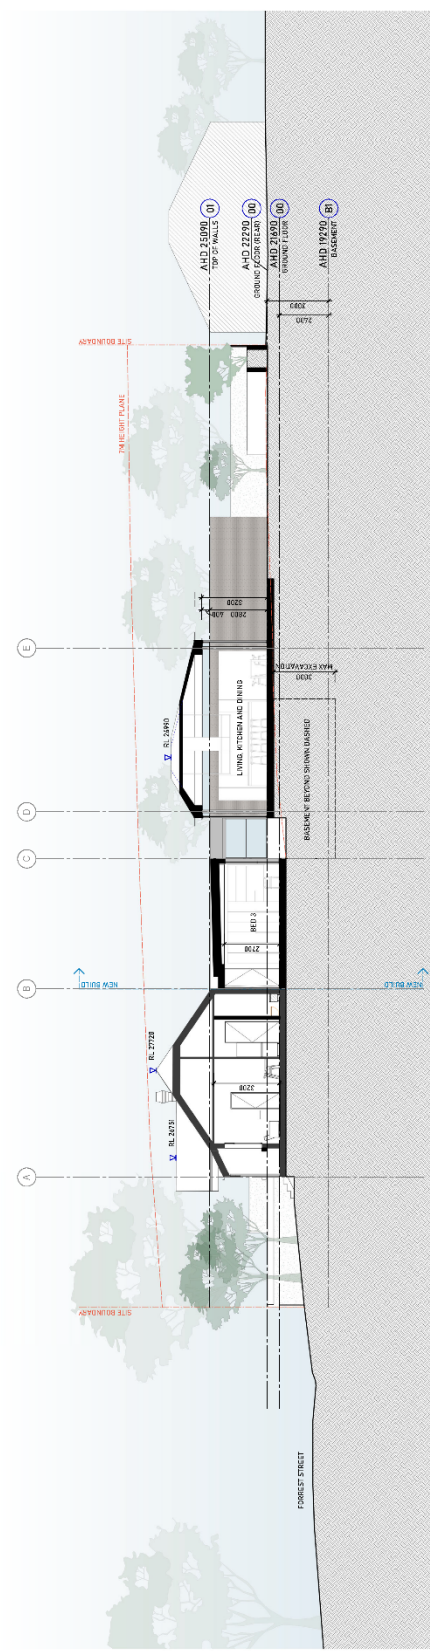 A
B
C
D
E
SITE BOUNDARY
7M HEIGHT PLANE
SITE BOUNDARY
NEW BUILD
NEW BUILD
RL 26751
RL 27720
RL 26990
3200
BED 3
2700
LIVING, KITCHEN AND DINING
400
2800
3200
3000
MAX EXCAVATION
BASEMENT BEYOND SHOWN DASHED
3000
2400
AHD 25090
TOP OF WALLS
01
AHD 22290
GROUND FLOOR (REAR)
00
AHD 21690
GROUND FLOOR
00
AHD 19290
BASEMENT
B1
FORREST STREET